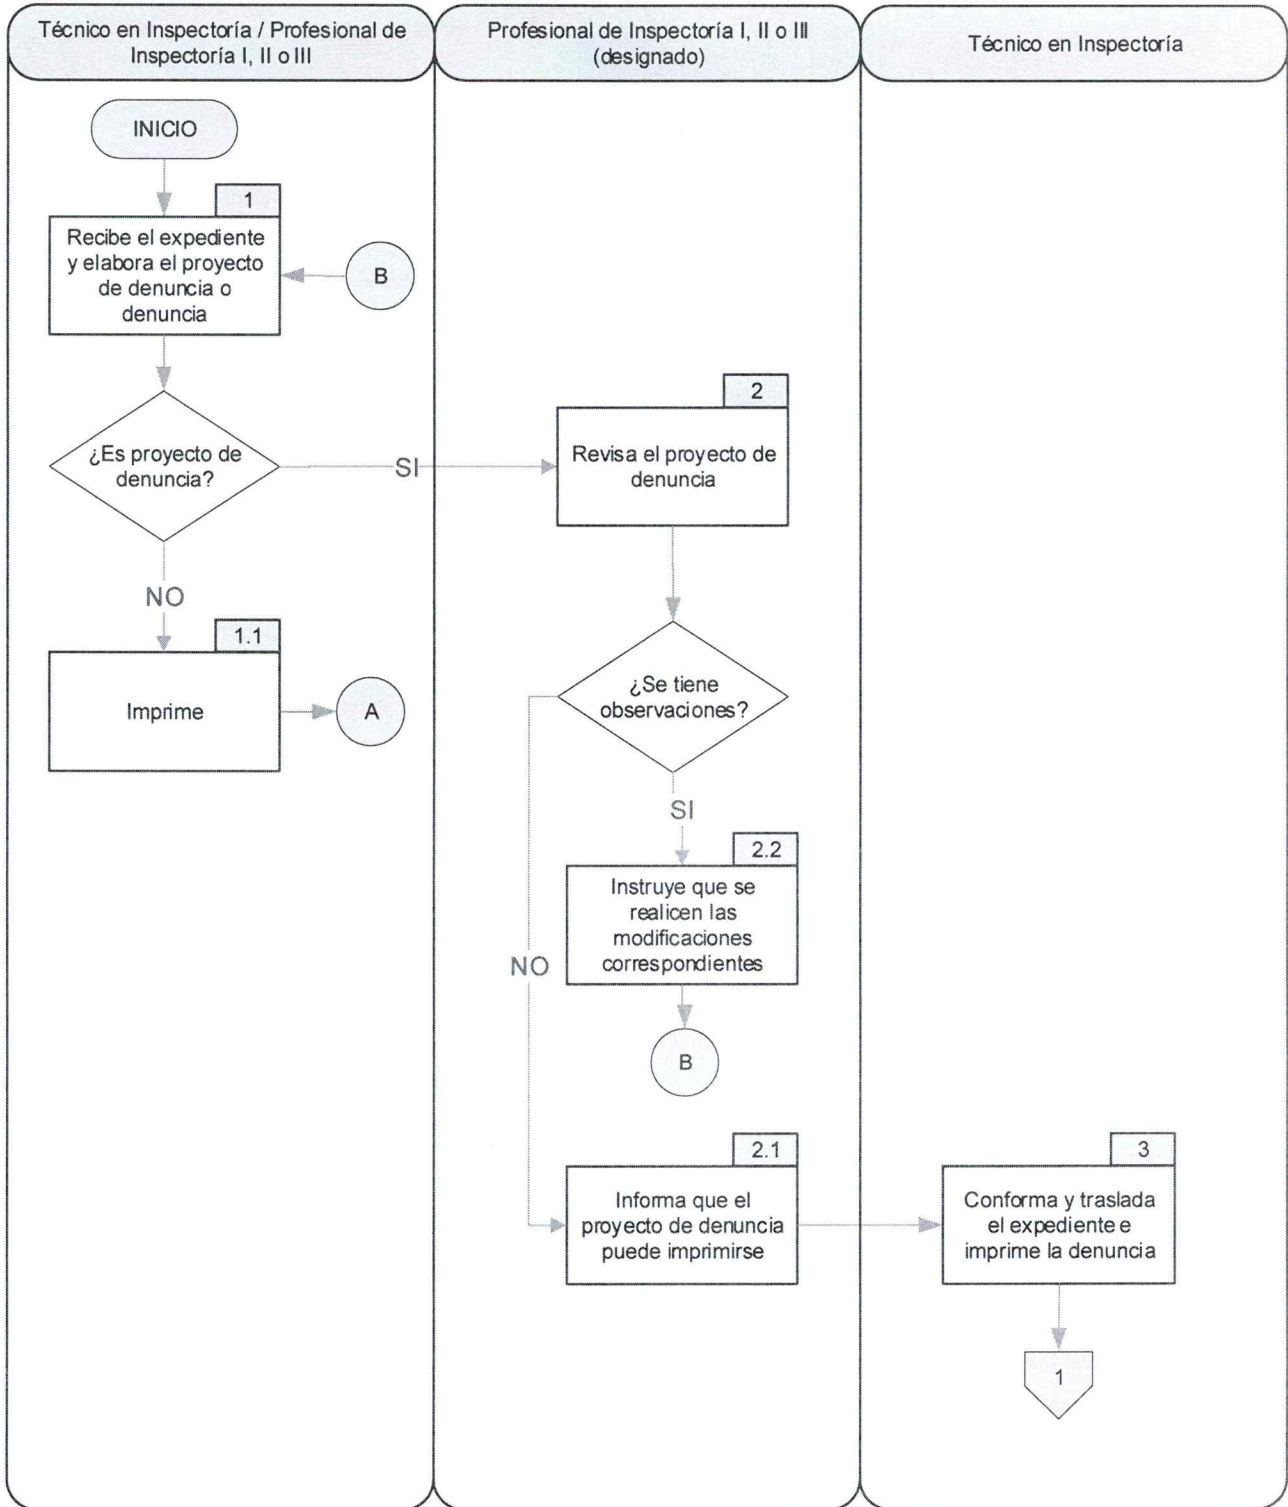 Técnico en Inspectoría / Profesional de
Inspectoría I, II o III
Profesional de Inspectoría I, II o III
(designado)
Técnico en Inspectoría
INICIO
1
Recibe el expediente
y elabora el proyecto
de denuncia o
denuncia
B
¿Es proyecto de
denuncia?
SI
NO
1.1
Imprime
A
2
Revisa el proyecto de
denuncia
¿Se tiene
observaciones?
SI
2.2
Instruye que se
realicen las
modificaciones
correspondientes
NO
B
2.1
Informa que el
proyecto de denuncia
puede imprimirse
3
Conforma y traslada
el expediente e
imprime la denuncia
1